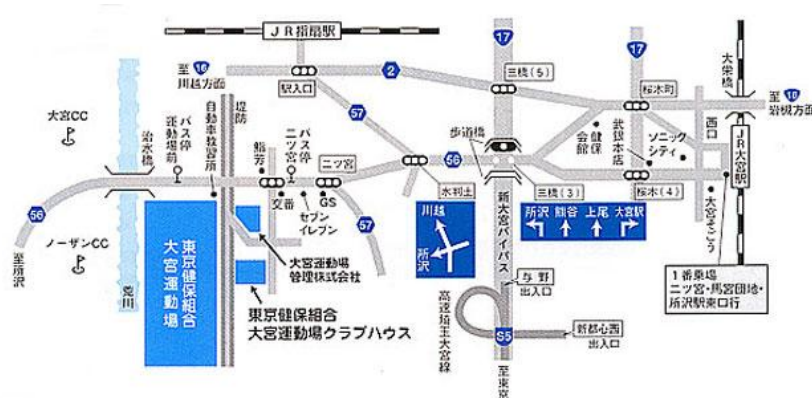 JR指扇駅
至16
川越方面
駅入口
2
57
17
三橋(5)
17
桜木町
大栄橋
至16
岩槻方面
大宮CC
治水橋
バス停
運動場前
自動車教習所
堤防
鮨芳
バス停
二ツ宮
二ツ宮
交番
セブン
イレブン
GS
57
水判土
56
歩道橋
三橋(3)
健保
会館
武銀本店
ソニック
シティ
西口
JR大宮駅
桜木(4)
大宮そごう
56
至所沢
ノーザンCC
荒川
東京健保組合
大宮運動場
大宮運動場
管理株式会社
東京健保組合
大宮運動場クラブハウス
川越
所沢
新大宮バイパス
所沢
熊谷
上尾
大宮駅
与野
出入口
高速埼玉大宮線
S5
新都心西
出入口
至東京
1番乗場
二ツ宮・馬宮団地・
所沢駅東口行